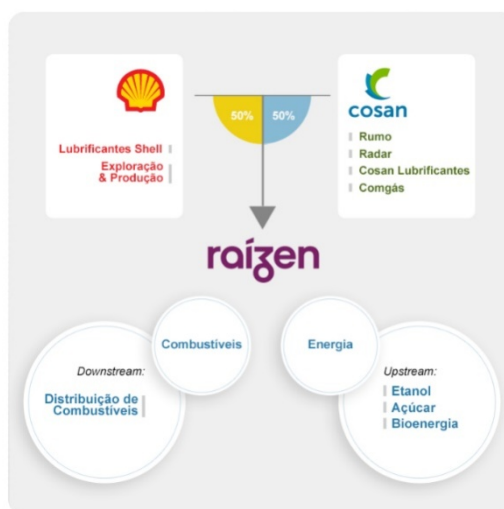 Lubrificantes Shell
Exploração
& Produção
50%
50%
cosan
Rumo
Radar
Cosan Lubrificantes
Comgás
raízen
Combustíveis
Energia
Downstream:
Distribuição de
Combustíveis
Upstream:
Etanol
Açúcar
Bioenergia